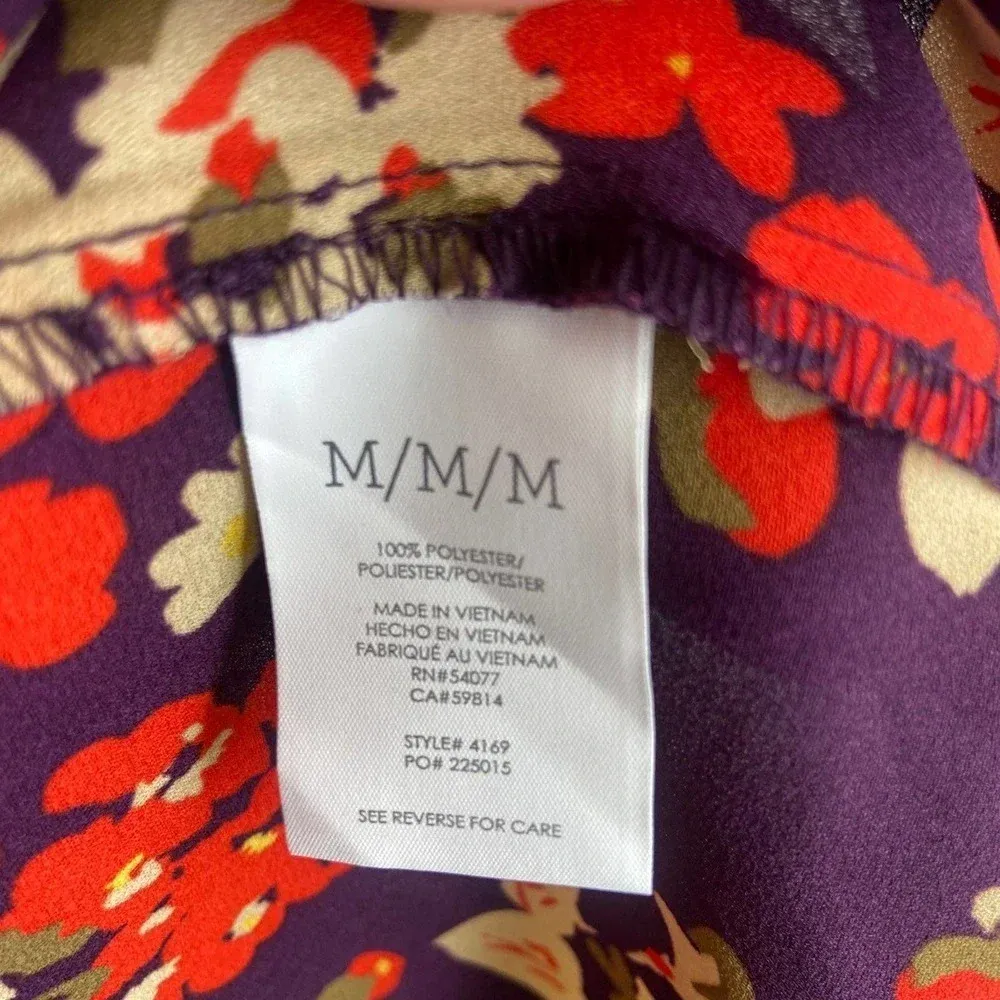 M/M/M
100% POLYESTER/
POLIESTER/POLYESTER
MADE IN VIETNAM
HECHO EN VIETNAM
FABRIQUÉ AU VIETNAM
RN#54077
CA#59814
STYLE# 4169
PO# 225015
SEE REVERSE FOR CARE